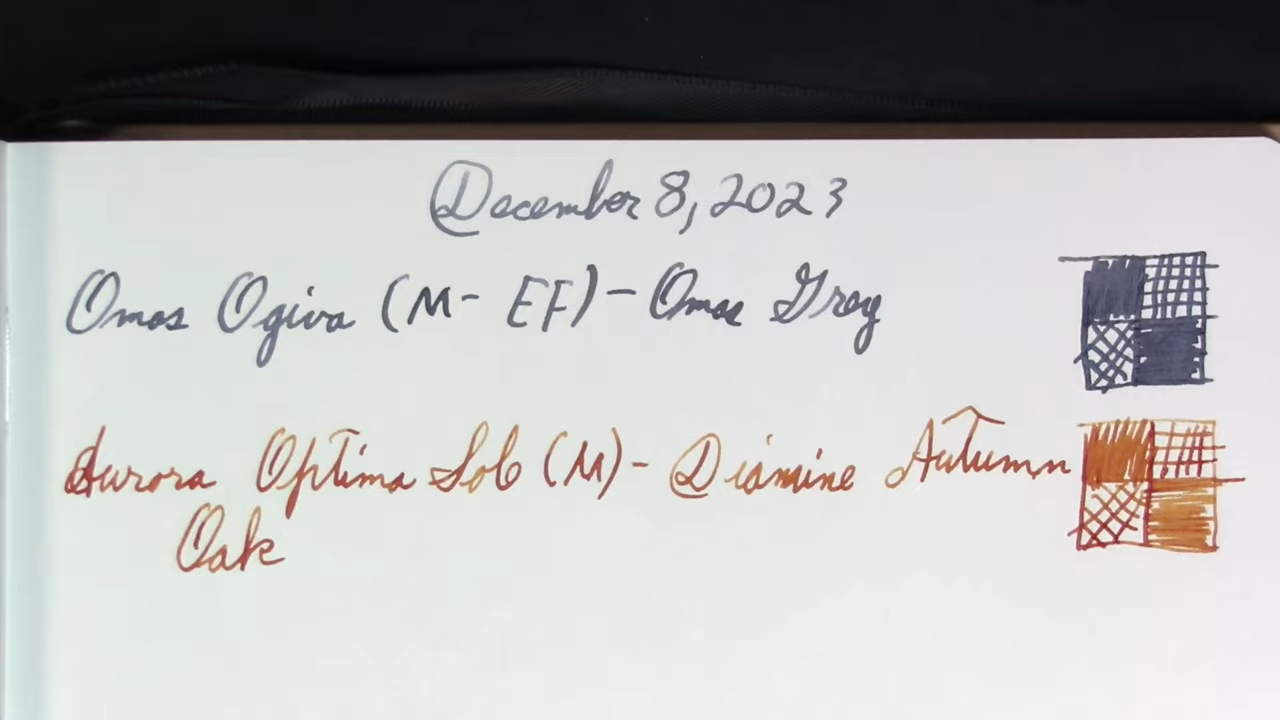 December 8, 2023
Omas Ogiva (M- EF) - Omas Grey
Aurora Optima Sole (M) - Diamine Autumn
Oak